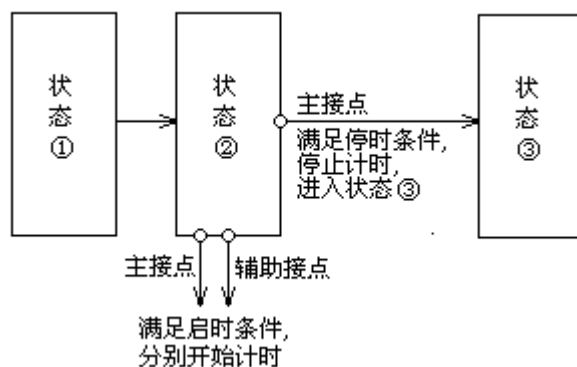 状
态
①
状
态
②
主接点
满足停时条件,
停止计时,
进入状态③
状
态
③
主接点
辅助接点
满足启时条件,
分别开始计时